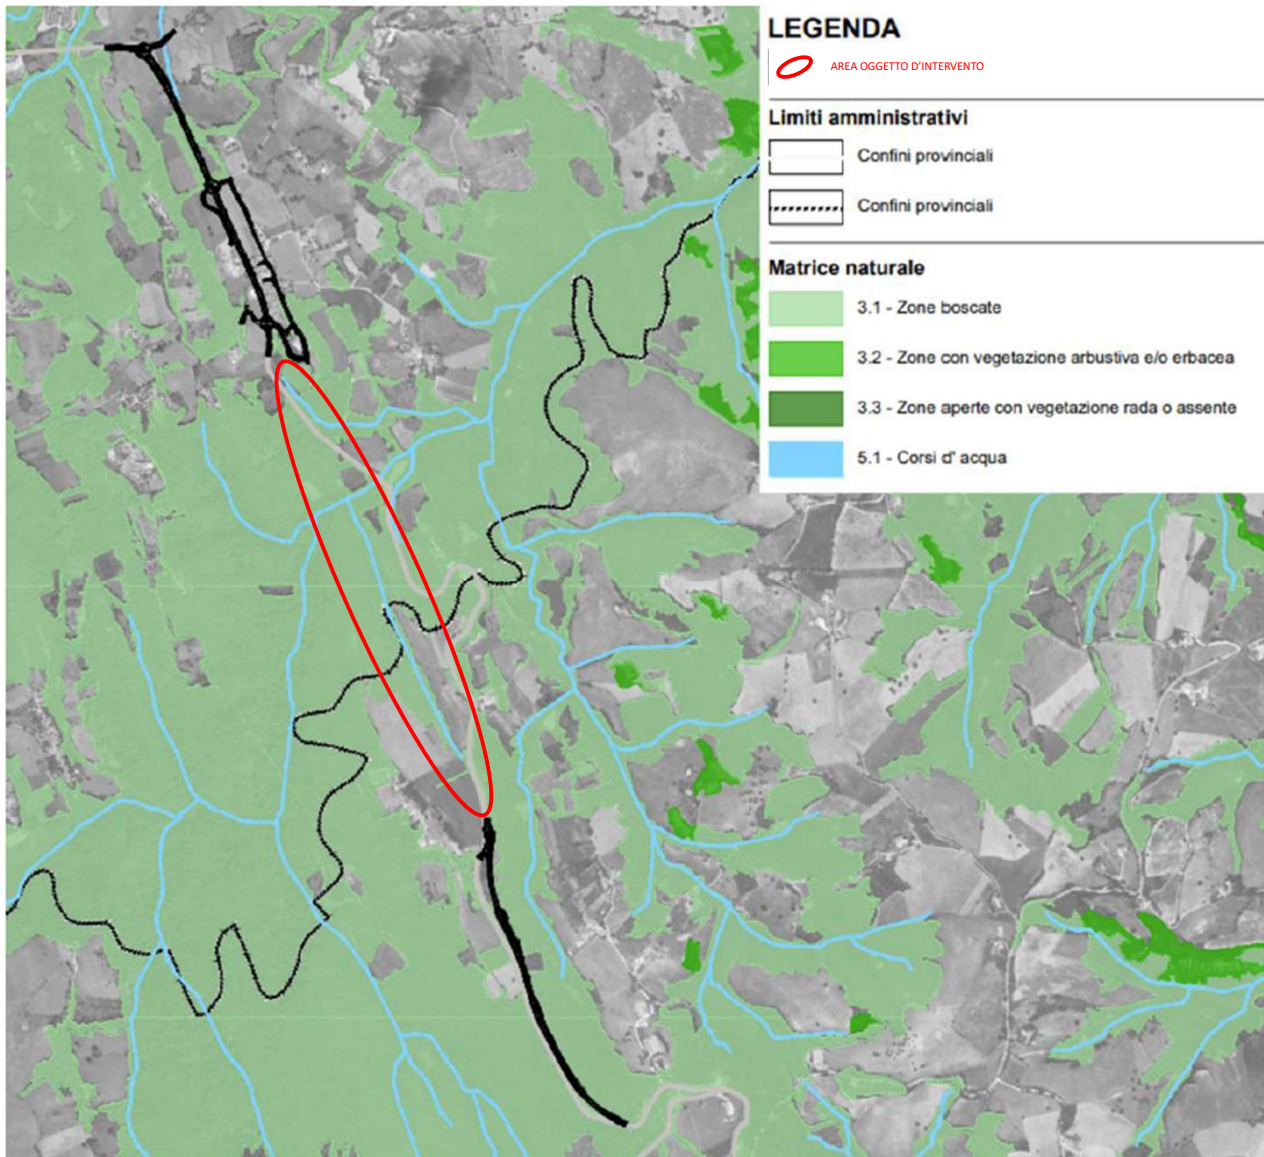 LEGENDA
AREA OGGETTO D'INTERVENTO
Limiti amministrativi
Confini provinciali
Confini provinciali
Matrice naturale
3.1 - Zone boscate
3.2 - Zone con vegetazione arbustiva e/o erbacea
3.3 - Zone aperte con vegetazione rada o assente
5.1 - Corsi d' acqua